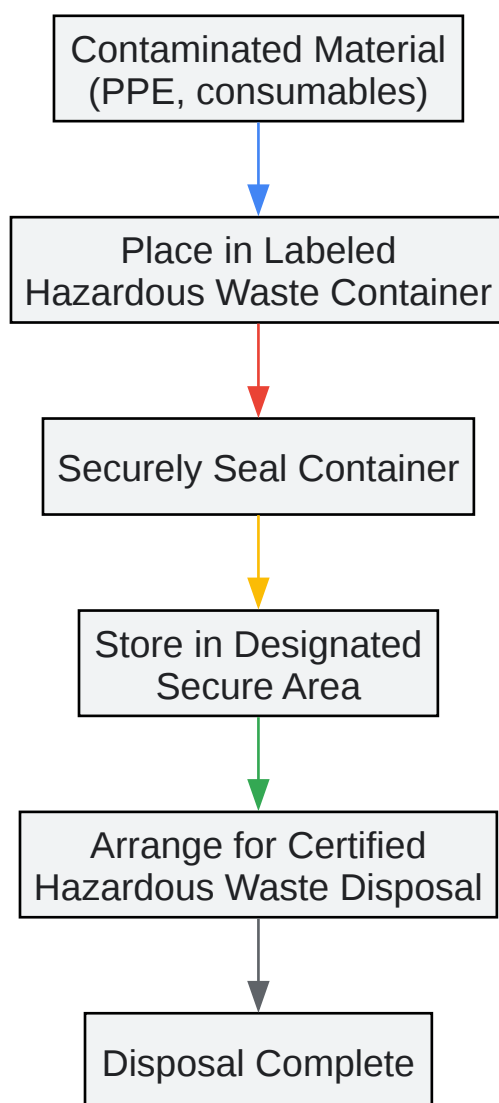 Contaminated Material
(PPE, consumables)
Place in Labeled
Hazardous Waste Container
Securely Seal Container
Store in Designated
Secure Area
Arrange for Certified
Hazardous Waste Disposal
Disposal Complete